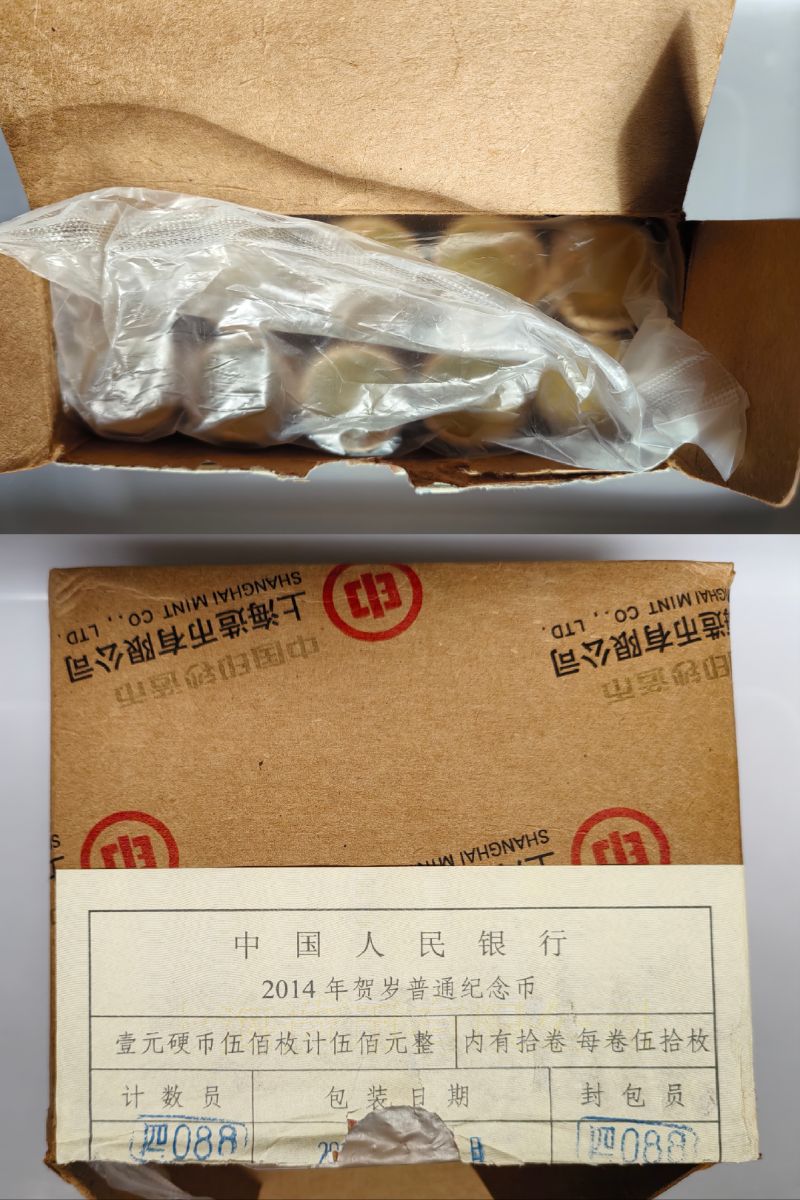 SHANGHAI MINT CO., LTD.
上海造币有限公司
中国印钞造币
印
SHANGHAI MINT CO., LTD.
海造币有限公司
印钞造币
印
SHANGHAI MIN
印
中国人民银行
2014年贺岁普通纪念币
壹元硬币伍佰枚计伍佰元整 内有拾卷 每卷伍拾枚
计数员 包装日期 封包员
四088 四088